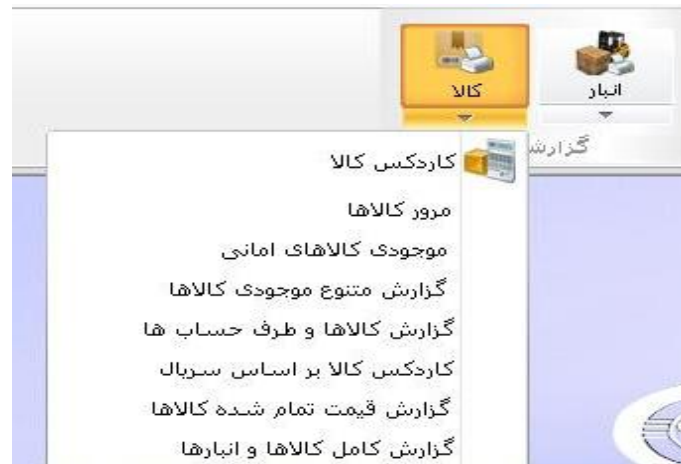 انبار
کالا
گزارش
کاردکس کالا
مرور کالاها
موجودی کالاهای امانی
گزارش متنوع موجودی کالاها
گزارش کالاها و طرف حساب ها
کاردکس کالا بر اساس سریال
گزارش قیمت تمام شده کالاها
گزارش کامل کالاها و انبارها